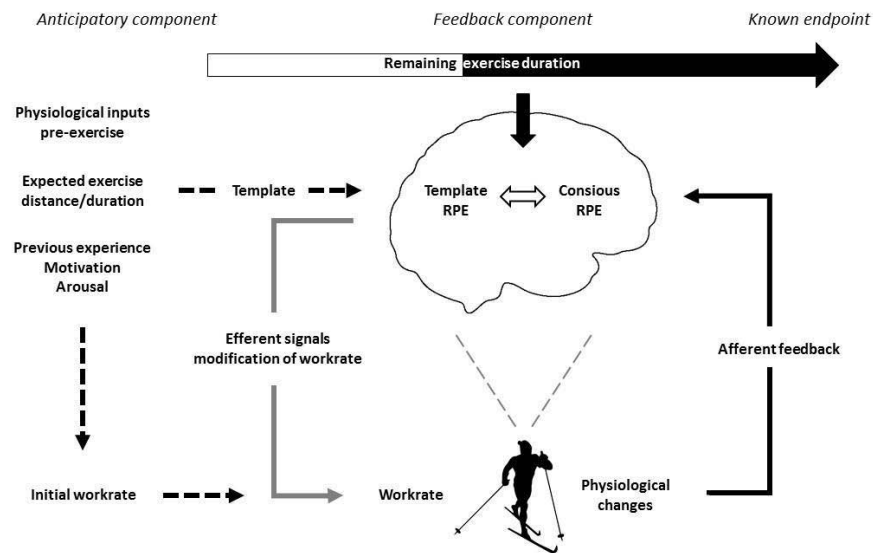 Anticipatory component
Feedback component
Known endpoint
Remaining exercise duration
Physiological inputs
pre-exercise
Expected exercise
distance/duration
Template
Template
RPE
Consious
RPE
Previous experience
Motivation
Arousal
Efferent signals
modification of workrate
Afferent feedback
Initial workrate
Workrate
Physiological
changes